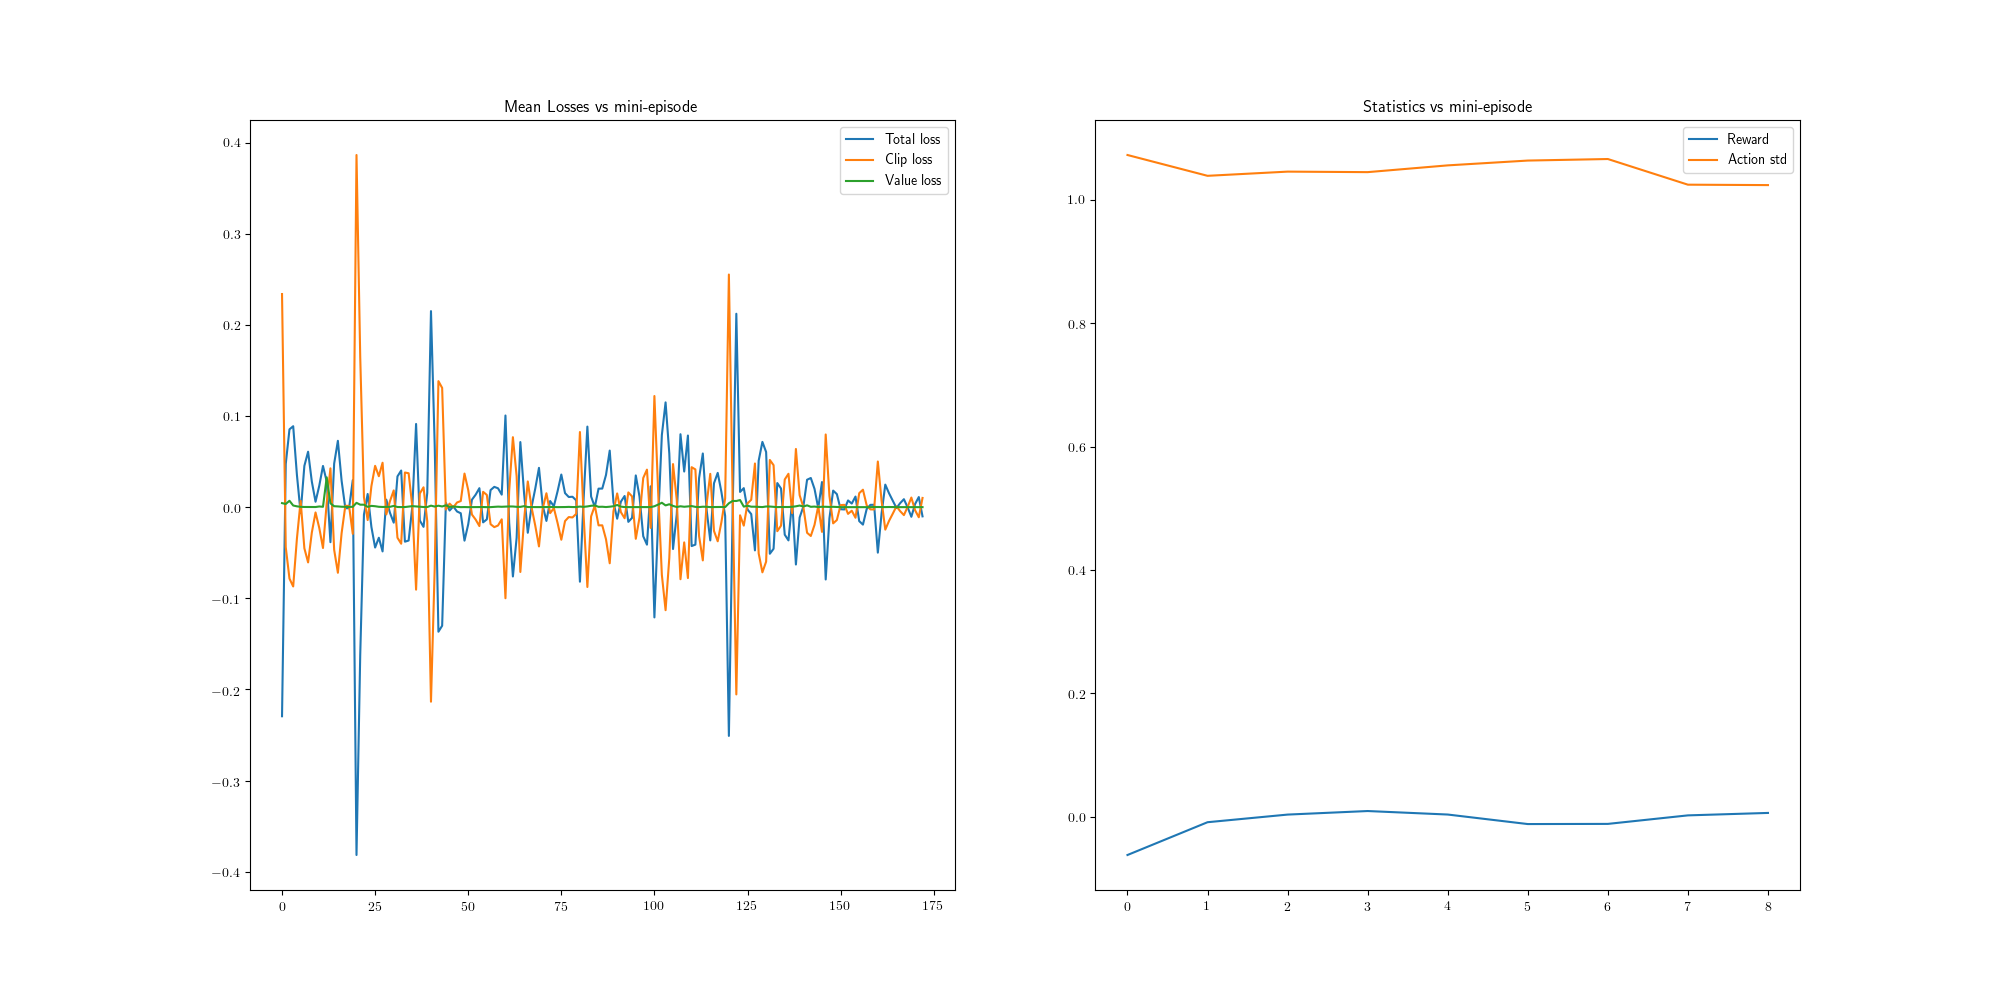 Mean Losses vs mini-episode
Total loss
Clip loss
Value loss
0.4
0.3
0.2
0.1
0.0
−0.1
−0.2
−0.3
−0.4
0 25 50 75 100 125 150 175
Statistics vs mini-episode
Reward
Action std
1.0
0.8
0.6
0.4
0.2
0.0
0 1 2 3 4 5 6 7 8